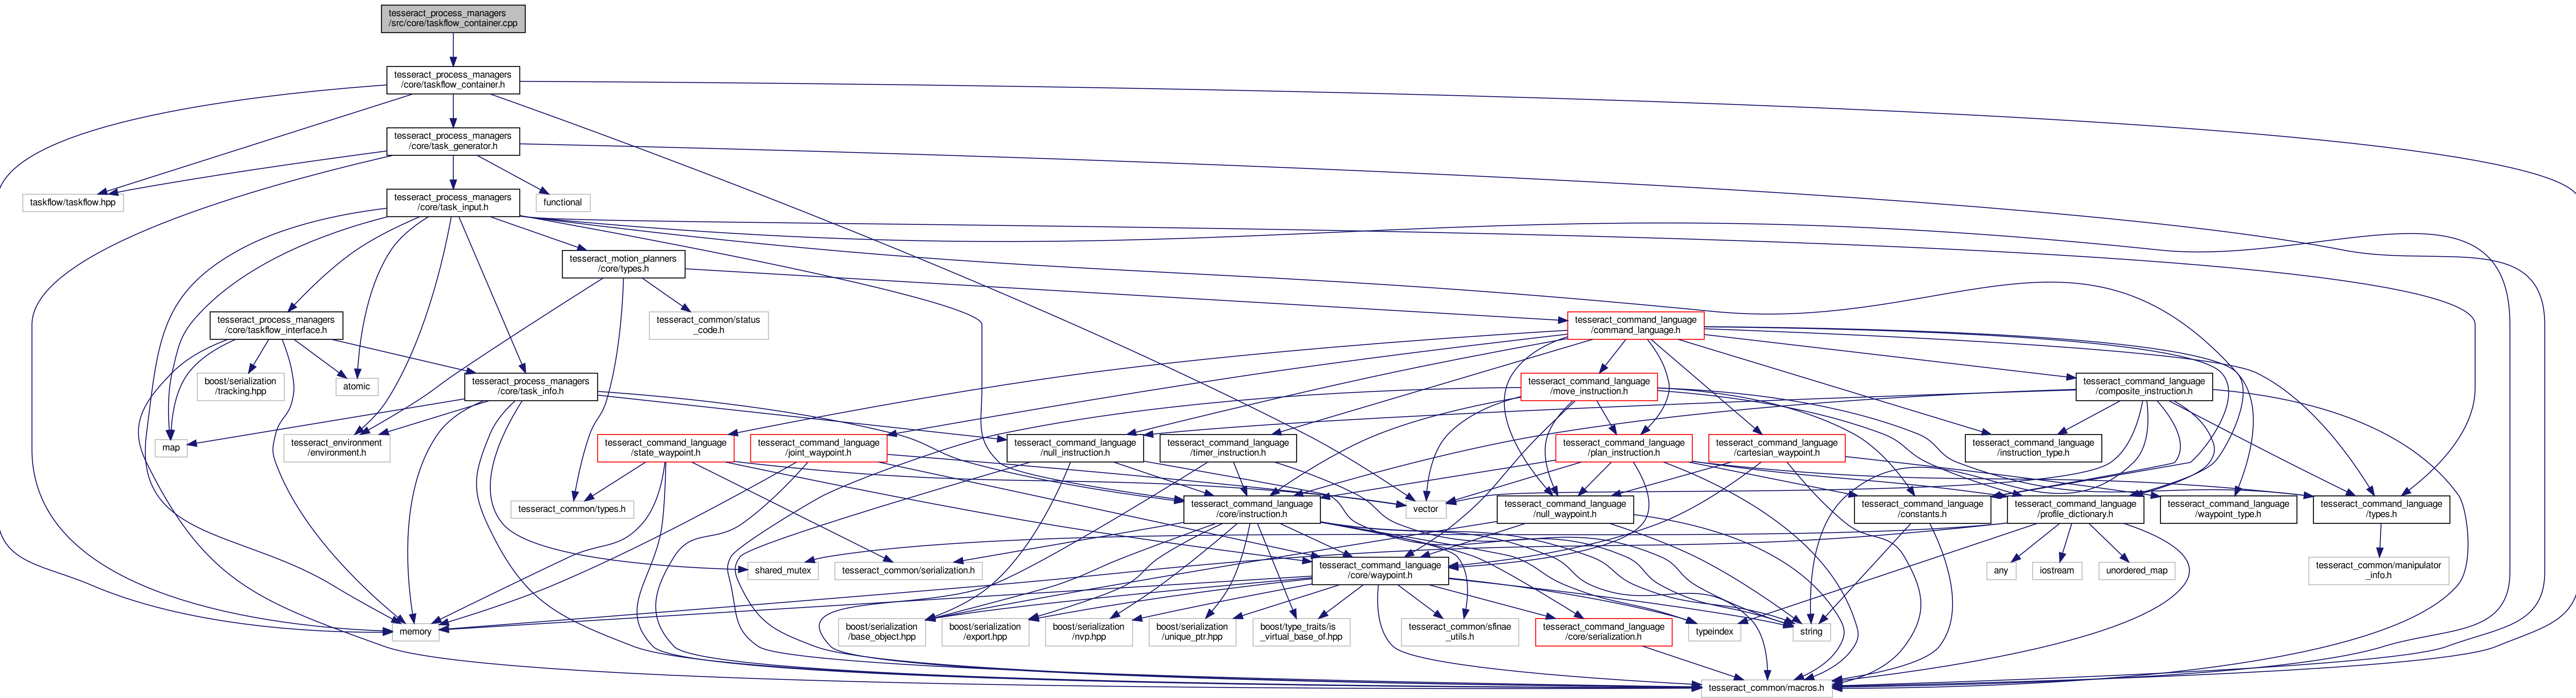 tesseract_process_managers
/src/core/taskflow_container.cpp
tesseract_process_managers
/core/taskflow_container.h
tesseract_process_managers
/core/task_generator.h
taskflow/taskflow.hpp
tesseract_process_managers
/core/task_input.h
functional
tesseract_motion_planners
/core/types.h
tesseract_process_managers
/core/taskflow_interface.h
tesseract_common/status
_code.h
tesseract_command_language
/command_language.h
boost/serialization
/tracking.hpp
atomic
tesseract_process_managers
/core/task_info.h
tesseract_command_language
/move_instruction.h
tesseract_command_language
/composite_instruction.h
map
tesseract_environment
/environment.h
tesseract_command_language
/state_waypoint.h
tesseract_command_language
/joint_waypoint.h
tesseract_command_language
/null_instruction.h
tesseract_command_language
/timer_instruction.h
tesseract_command_language
/plan_instruction.h
tesseract_command_language
/cartesian_waypoint.h
tesseract_command_language
/instruction_type.h
tesseract_common/types.h
tesseract_command_language
/core/instruction.h
vector
tesseract_command_language
/null_waypoint.h
tesseract_command_language
/constants.h
tesseract_command_language
/profile_dictionary.h
tesseract_command_language
/waypoint_type.h
tesseract_command_language
/types.h
shared_mutex
tesseract_common/serialization.h
tesseract_command_language
/core/waypoint.h
any
iostream
unordered_map
tesseract_common/manipulator
_info.h
memory
boost/serialization
/base_object.hpp
boost/serialization
/export.hpp
boost/serialization
/nvp.hpp
boost/serialization
/unique_ptr.hpp
boost/type_traits/is
_virtual_base_of.hpp
tesseract_common/sfinae
_utils.h
tesseract_command_language
/core/serialization.h
typeindex
string
tesseract_common/macros.h